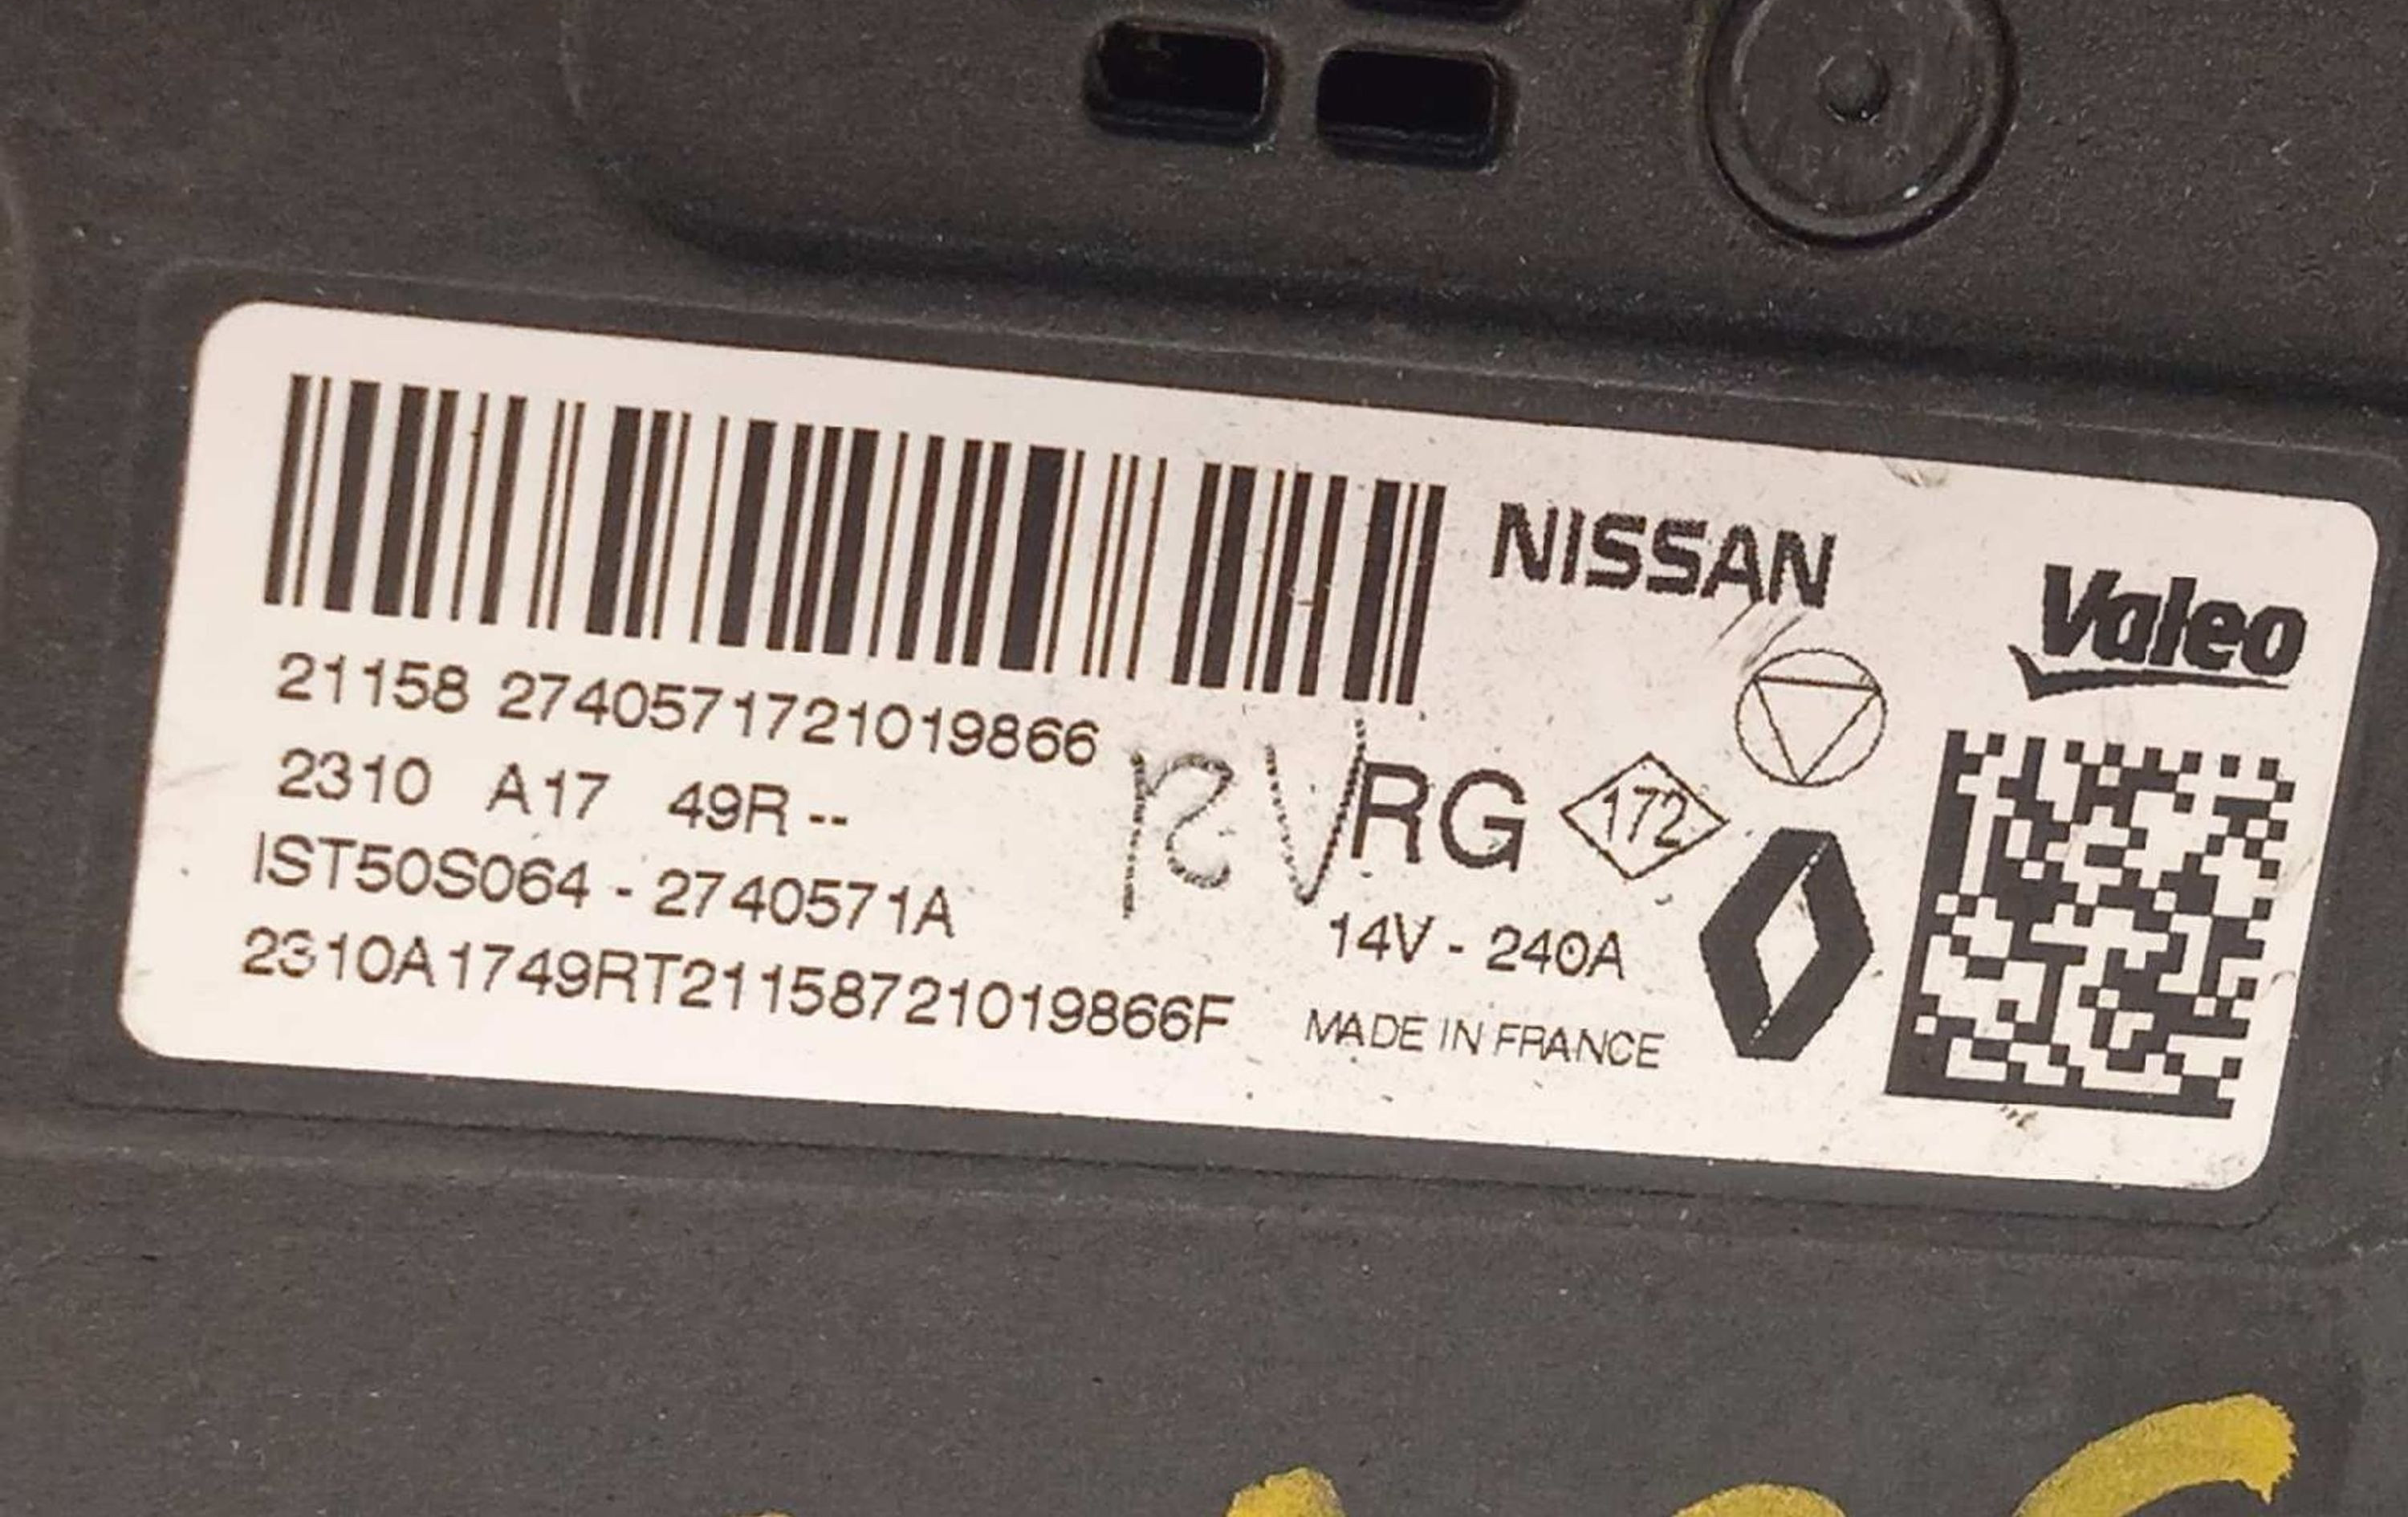 21158 2740571721019866
2310 A17 49R--
IST50S064 - 2740571A
2310A1749RT21158721019866F
NISSAN
Valeo
RG
172
14V - 240A
MADE IN FRANCE